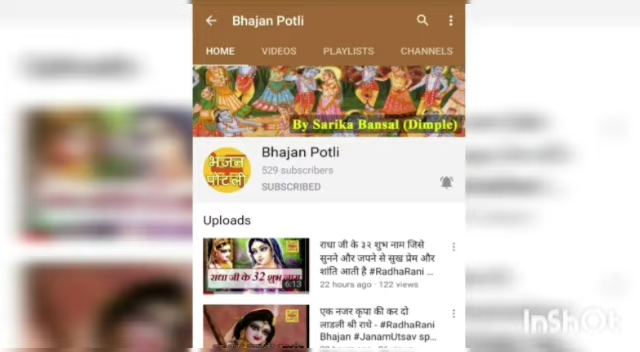 Bhajan Potli
HOME VIDEOS PLAYLISTS CHANNELS
By Sarika Bansal (Dimple)
भजन
पोटली
Bhajan Potli
529 subscribers
SUBSCRIBED
Uploads
राधा जी के 32 शुभ नाम
6:13
राधा जी के ३२ शुभ नाम जिसे
सुनने और जपने से सुख प्रेम और
शांति आती है #RadhaRani ...
22 hours ago · 122 views
एक नजर कृपा की कर दो
लाडली श्री राधे - #RadhaRani
Bhajan #JanamUtsav sp...
InShOt